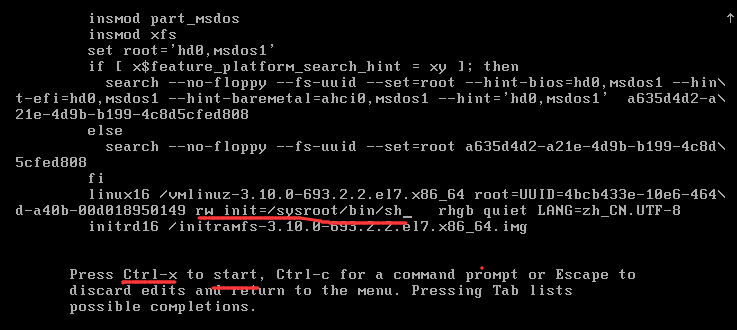 insmod part_msdos
insmod xfs
set root='hd0,msdos1'
if [ x$feature_platform_search_hint = xy ]; then
search --no-floppy --fs-uuid --set=root --hint-bios=hd0,msdos1 --hin\
t-efi=hd0,msdos1 --hint-baremetal=ahci0,msdos1 --hint='hd0,msdos1'  a635d4d2-a\
21e-4d9b-b199-4c8d5cfed808
else
search --no-floppy --fs-uuid --set=root a635d4d2-a21e-4d9b-b199-4c8d\
5cfed808
fi
linux16 /vmlinuz-3.10.0-693.2.2.el7.x86_64 root=UUID=4bcb433e-10e6-464\
d-a40b-00d018950149 rw init=/sysroot/bin/sh_ rhgb quiet LANG=zh_CN.UTF-8
initrd16 /initramfs-3.10.0-693.2.2.el7.x86_64.img
Press Ctrl-x to start, Ctrl-c for a command prompt or Escape to
discard edits and return to the menu. Pressing Tab lists
possible completions.